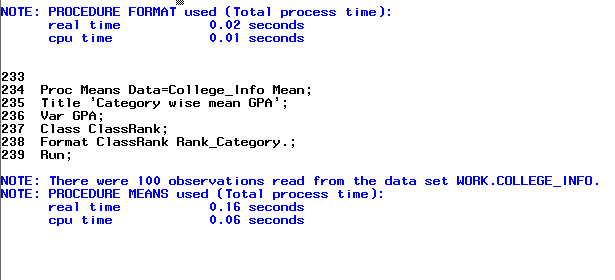 NOTE: PROCEDURE FORMAT used (Total process time):
real time 0.02 seconds
cpu time 0.01 seconds
233
234 Proc Means Data=College_Info Mean;
235 Title 'Category wise mean GPA';
236 Var GPA;
237 Class ClassRank;
238 Format ClassRank Rank_Category.;
239 Run;
NOTE: There were 100 observations read from the data set WORK.COLLEGE_INFO.
NOTE: PROCEDURE MEANS used (Total process time):
real time 0.16 seconds
cpu time 0.06 seconds